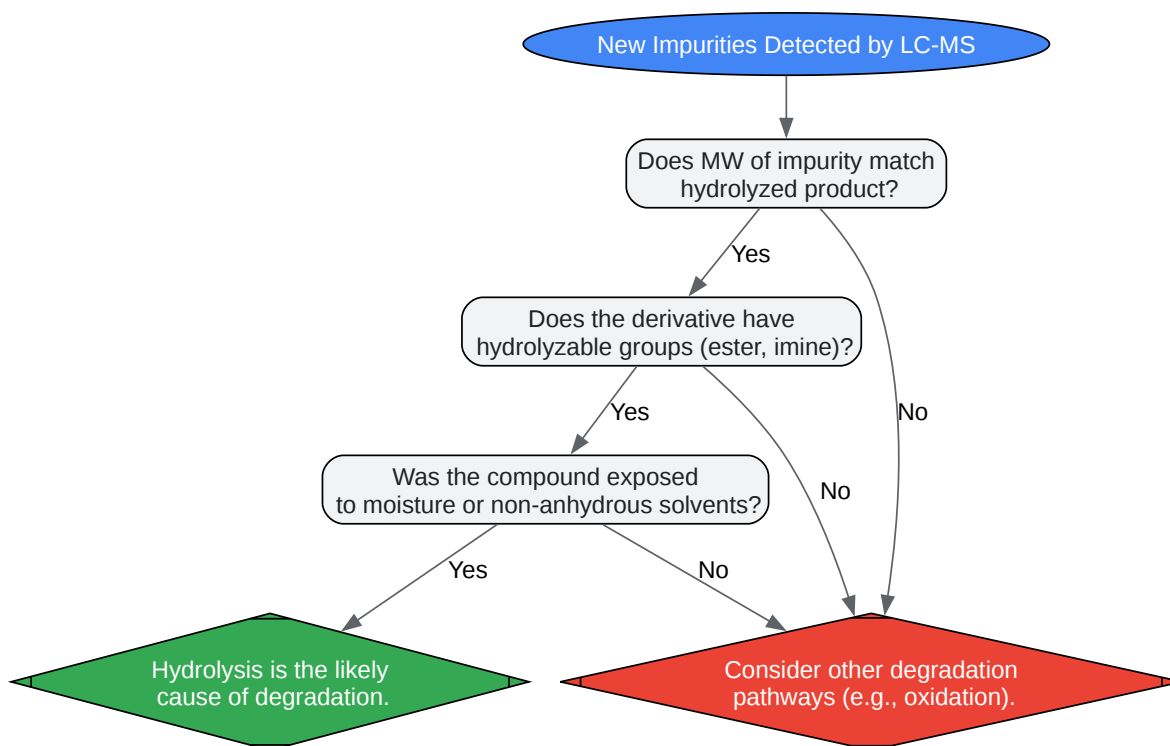 New Impurities Detected by LC-MS
Does MW of impurity match
hydrolyzed product?
Yes
Does the derivative have
hydrolyzable groups (ester, imine)?
No
Yes
Was the compound exposed
to moisture or non-anhydrous solvents?
No
Yes
No
Hydrolysis is the likely
cause of degradation.
Consider other degradation
pathways (e.g., oxidation).